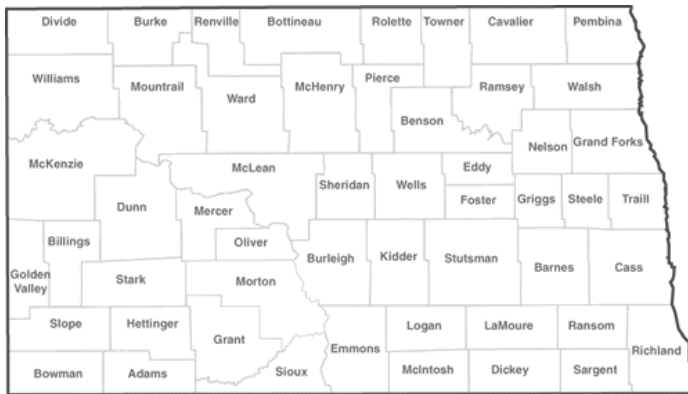 Divide
Burke
Renville
Bottineau
Rolette
Towner
Cavalier
Pembina
Williams
Mountrail
Ward
McHenry
Pierce
Benson
Ramsey
Walsh
McKenzie
Dunn
McLean
Mercer
Oliver
Sheridan
Wells
Eddy
Foster
Nelson
Grand Forks
Griggs
Steele
Traill
Billings
Golden
Valley
Stark
Morton
Burleigh
Kidder
Stutsman
Barnes
Cass
Slope
Hettinger
Grant
Emmons
Logan
LaMoure
Ransom
Richland
Bowman
Adams
Sioux
McIntosh
Dickey
Sargent